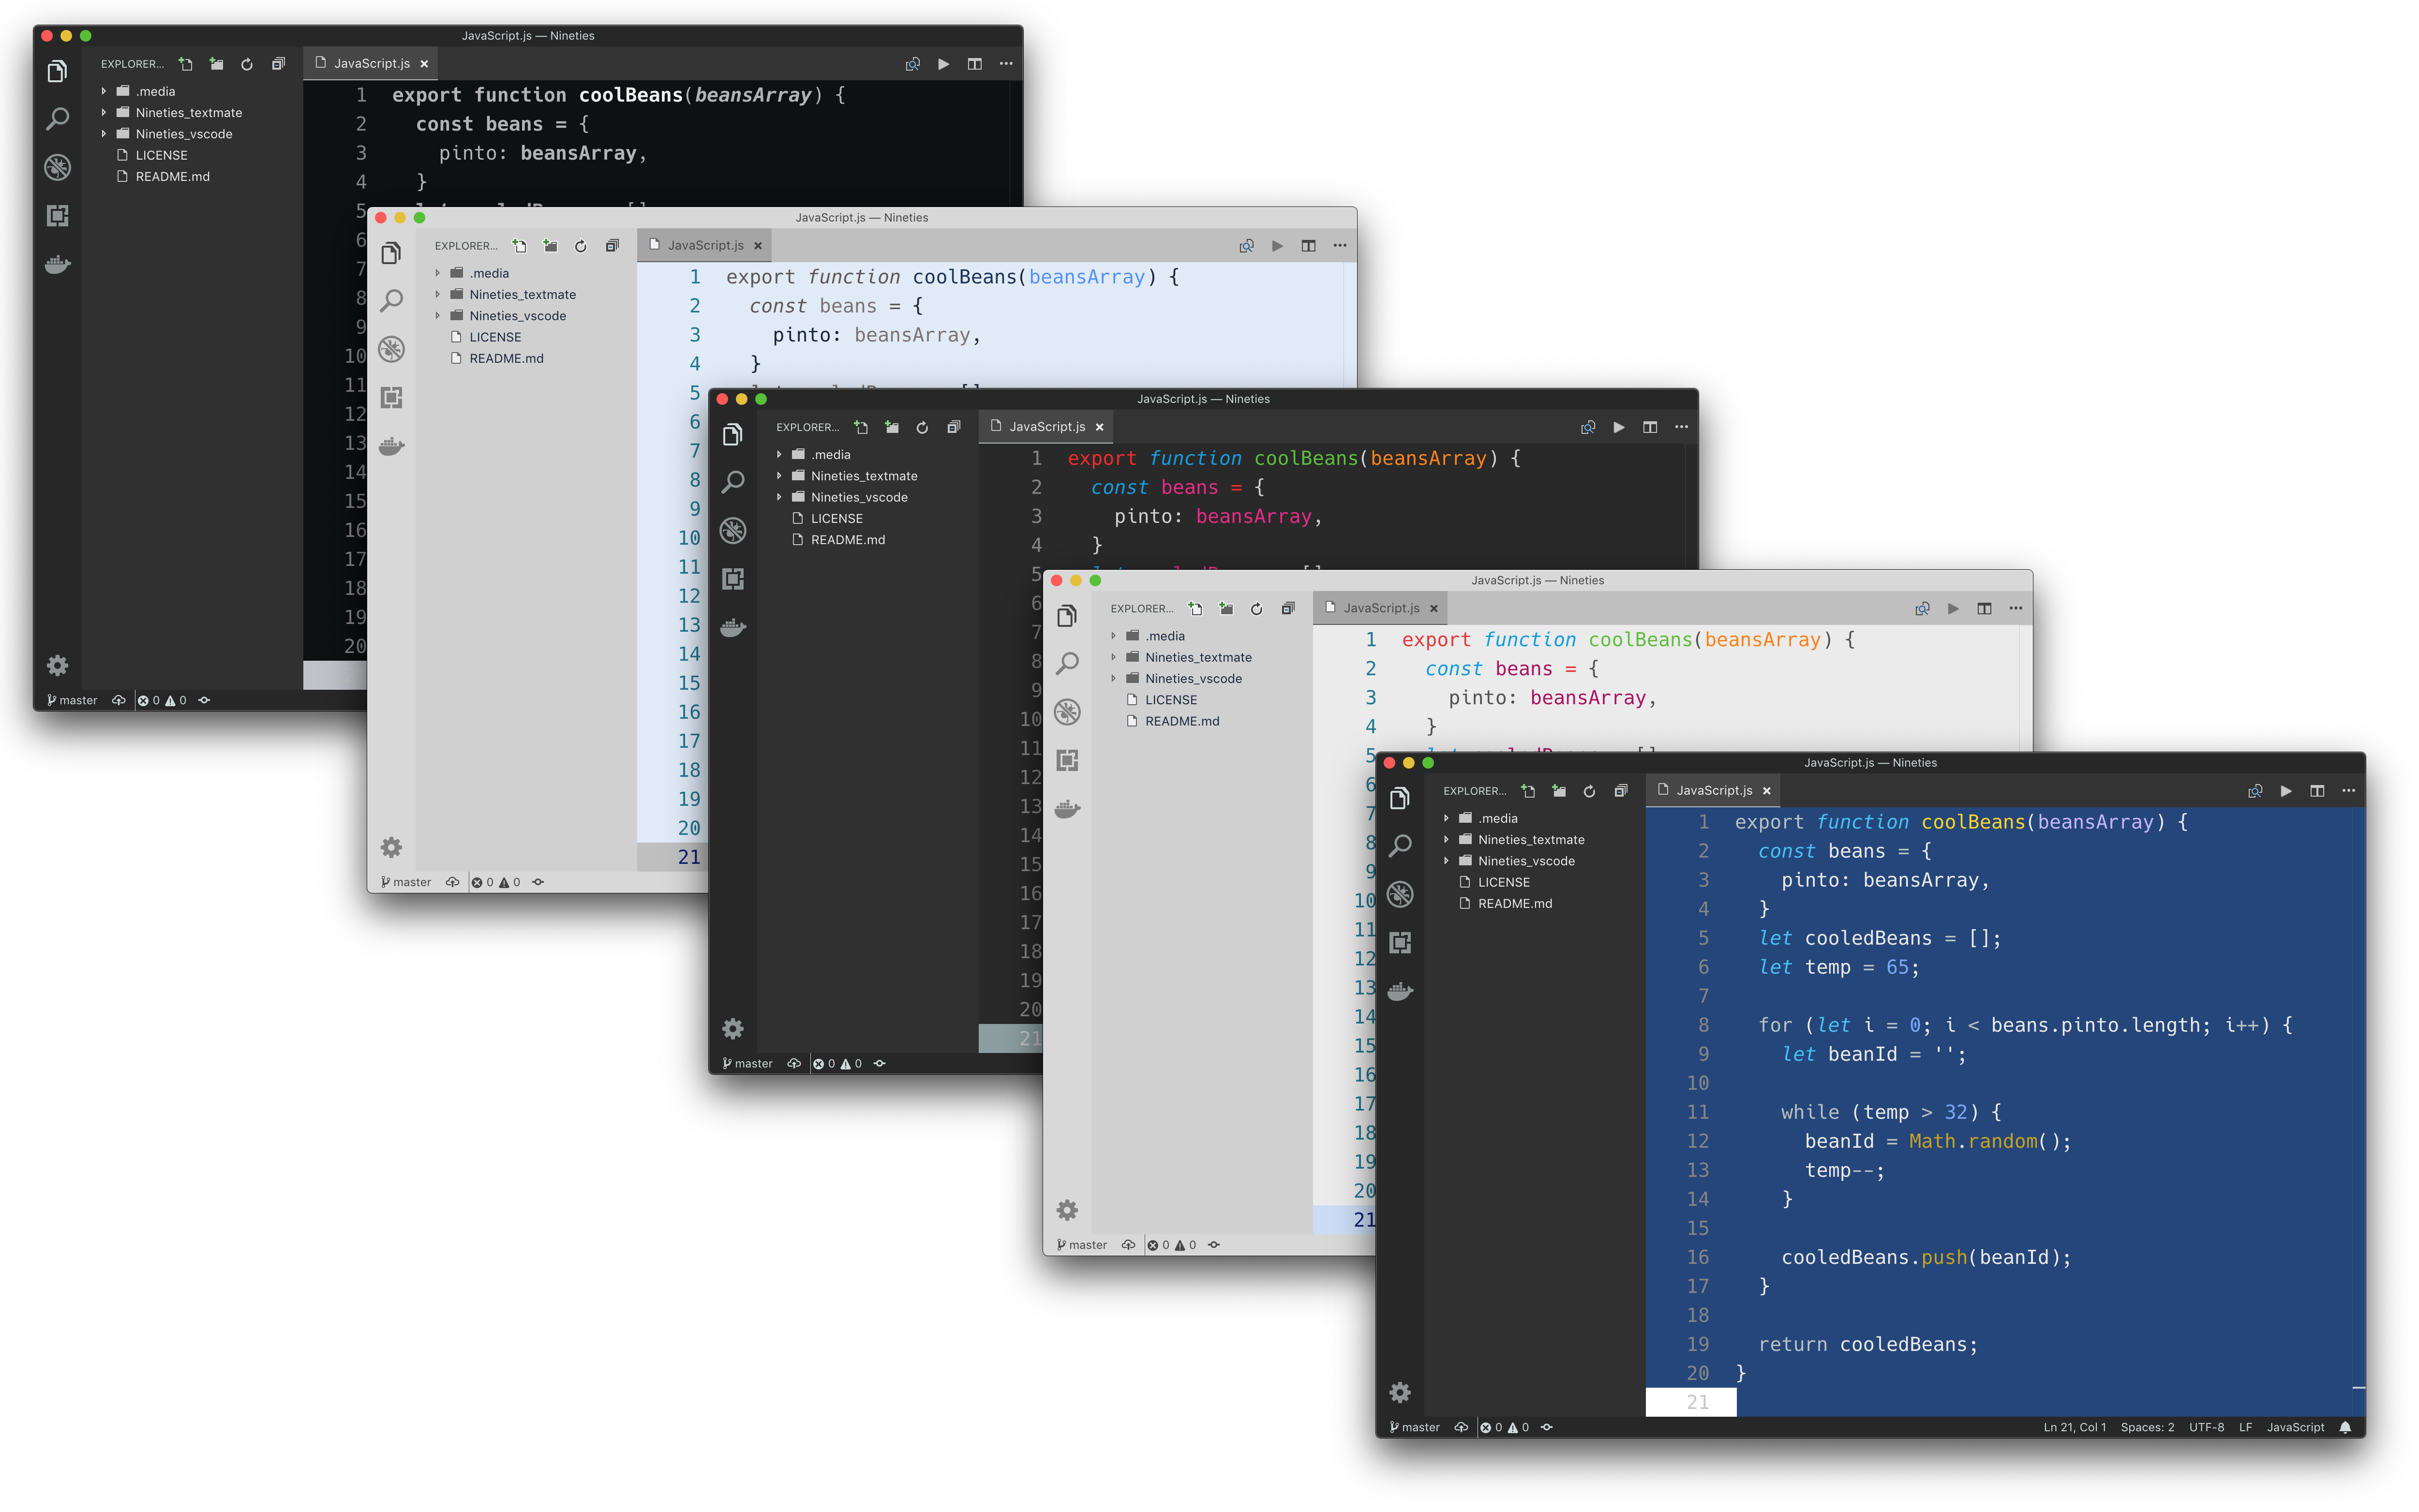 JavaScript.js — Nineties
EXPLORER...
JavaScript.js
.media
Nineties_textmate
Nineties_vscode
LICENSE
README.md
1 export function coolBeans(beansArray) {
2 const beans = {
3 pinto: beansArray,
4 }
5
6
7
8
9
10
11
12
13
14
15
16
17
18
19
20
master 0 0
JavaScript.js — Nineties
EXPLORER...
JavaScript.js
.media
Nineties_textmate
Nineties_vscode
LICENSE
README.md
1 export function coolBeans(beansArray) {
2 const beans = {
3 pinto: beansArray,
4 }
5
6
7
8
9
10
11
12
13
14
15
16
17
18
19
20
21
master 0 0
JavaScript.js — Nineties
EXPLORER...
JavaScript.js
.media
Nineties_textmate
Nineties_vscode
LICENSE
README.md
1 export function coolBeans(beansArray) {
2 const beans = {
3 pinto: beansArray,
4 }
5
6
7
8
9
10
11
12
13
14
15
16
17
18
19
20
21
master 0 0
JavaScript.js — Nineties
EXPLORER...
JavaScript.js
.media
Nineties_textmate
Nineties_vscode
LICENSE
README.md
1 export function coolBeans(beansArray) {
2 const beans = {
3 pinto: beansArray,
4 }
5
6
7
8
9
10
11
12
13
14
15
16
17
18
19
20
21
master 0 0
JavaScript.js — Nineties
EXPLORER...
JavaScript.js
.media
Nineties_textmate
Nineties_vscode
LICENSE
README.md
1 export function coolBeans(beansArray) {
2 const beans = {
3 pinto: beansArray,
4 }
5 let cooledBeans = [];
6 let temp = 65;
7
8 for (let i = 0; i < beans.pinto.length; i++) {
9 let beanId = '';
10
11 while (temp > 32) {
12 beanId = Math.random();
13 temp--;
14 }
15
16 cooledBeans.push(beanId);
17 }
18
19 return cooledBeans;
20 }
21
master 0 0 Ln 21, Col 1 Spaces: 2 UTF-8 LF JavaScript